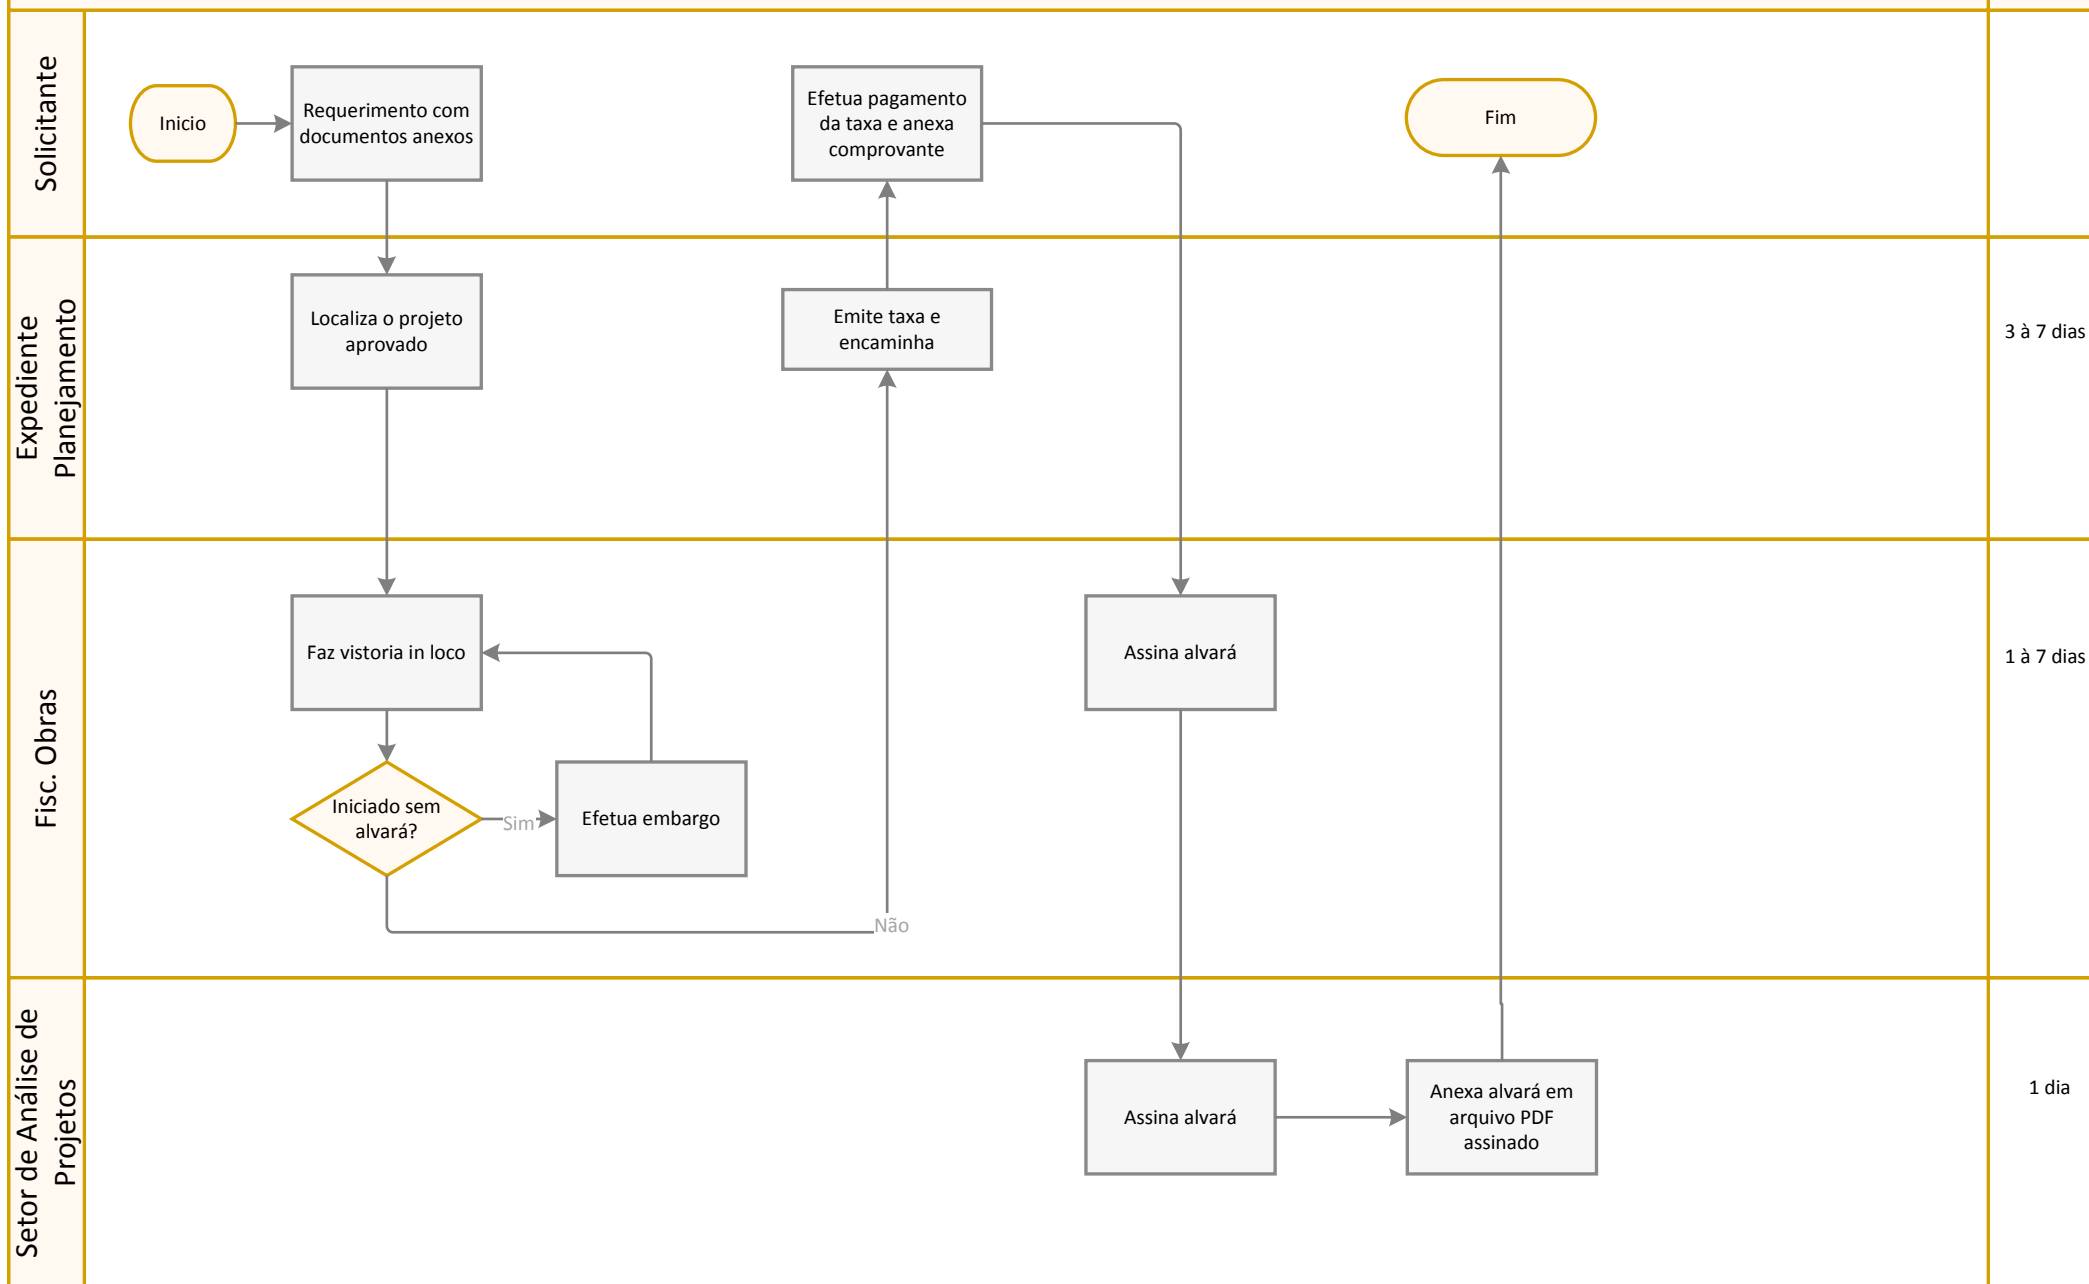 Solicitante
Inicio
Requerimento com
documentos anexos
Efetua pagamento
da taxa e anexa
comprovante
Fim
Expediente
Planejamento
Localiza o projeto
aprovado
Emite taxa e
encaminha
3 à 7 dias
Fisc. Obras
Faz vistoria in loco
Assina alvará
1 à 7 dias
Iniciado sem
alvará?
Sim
Efetua embargo
Não
Setor de Análise de
Projetos
Assina alvará
Anexa alvará em
arquivo PDF
assinado
1 dia